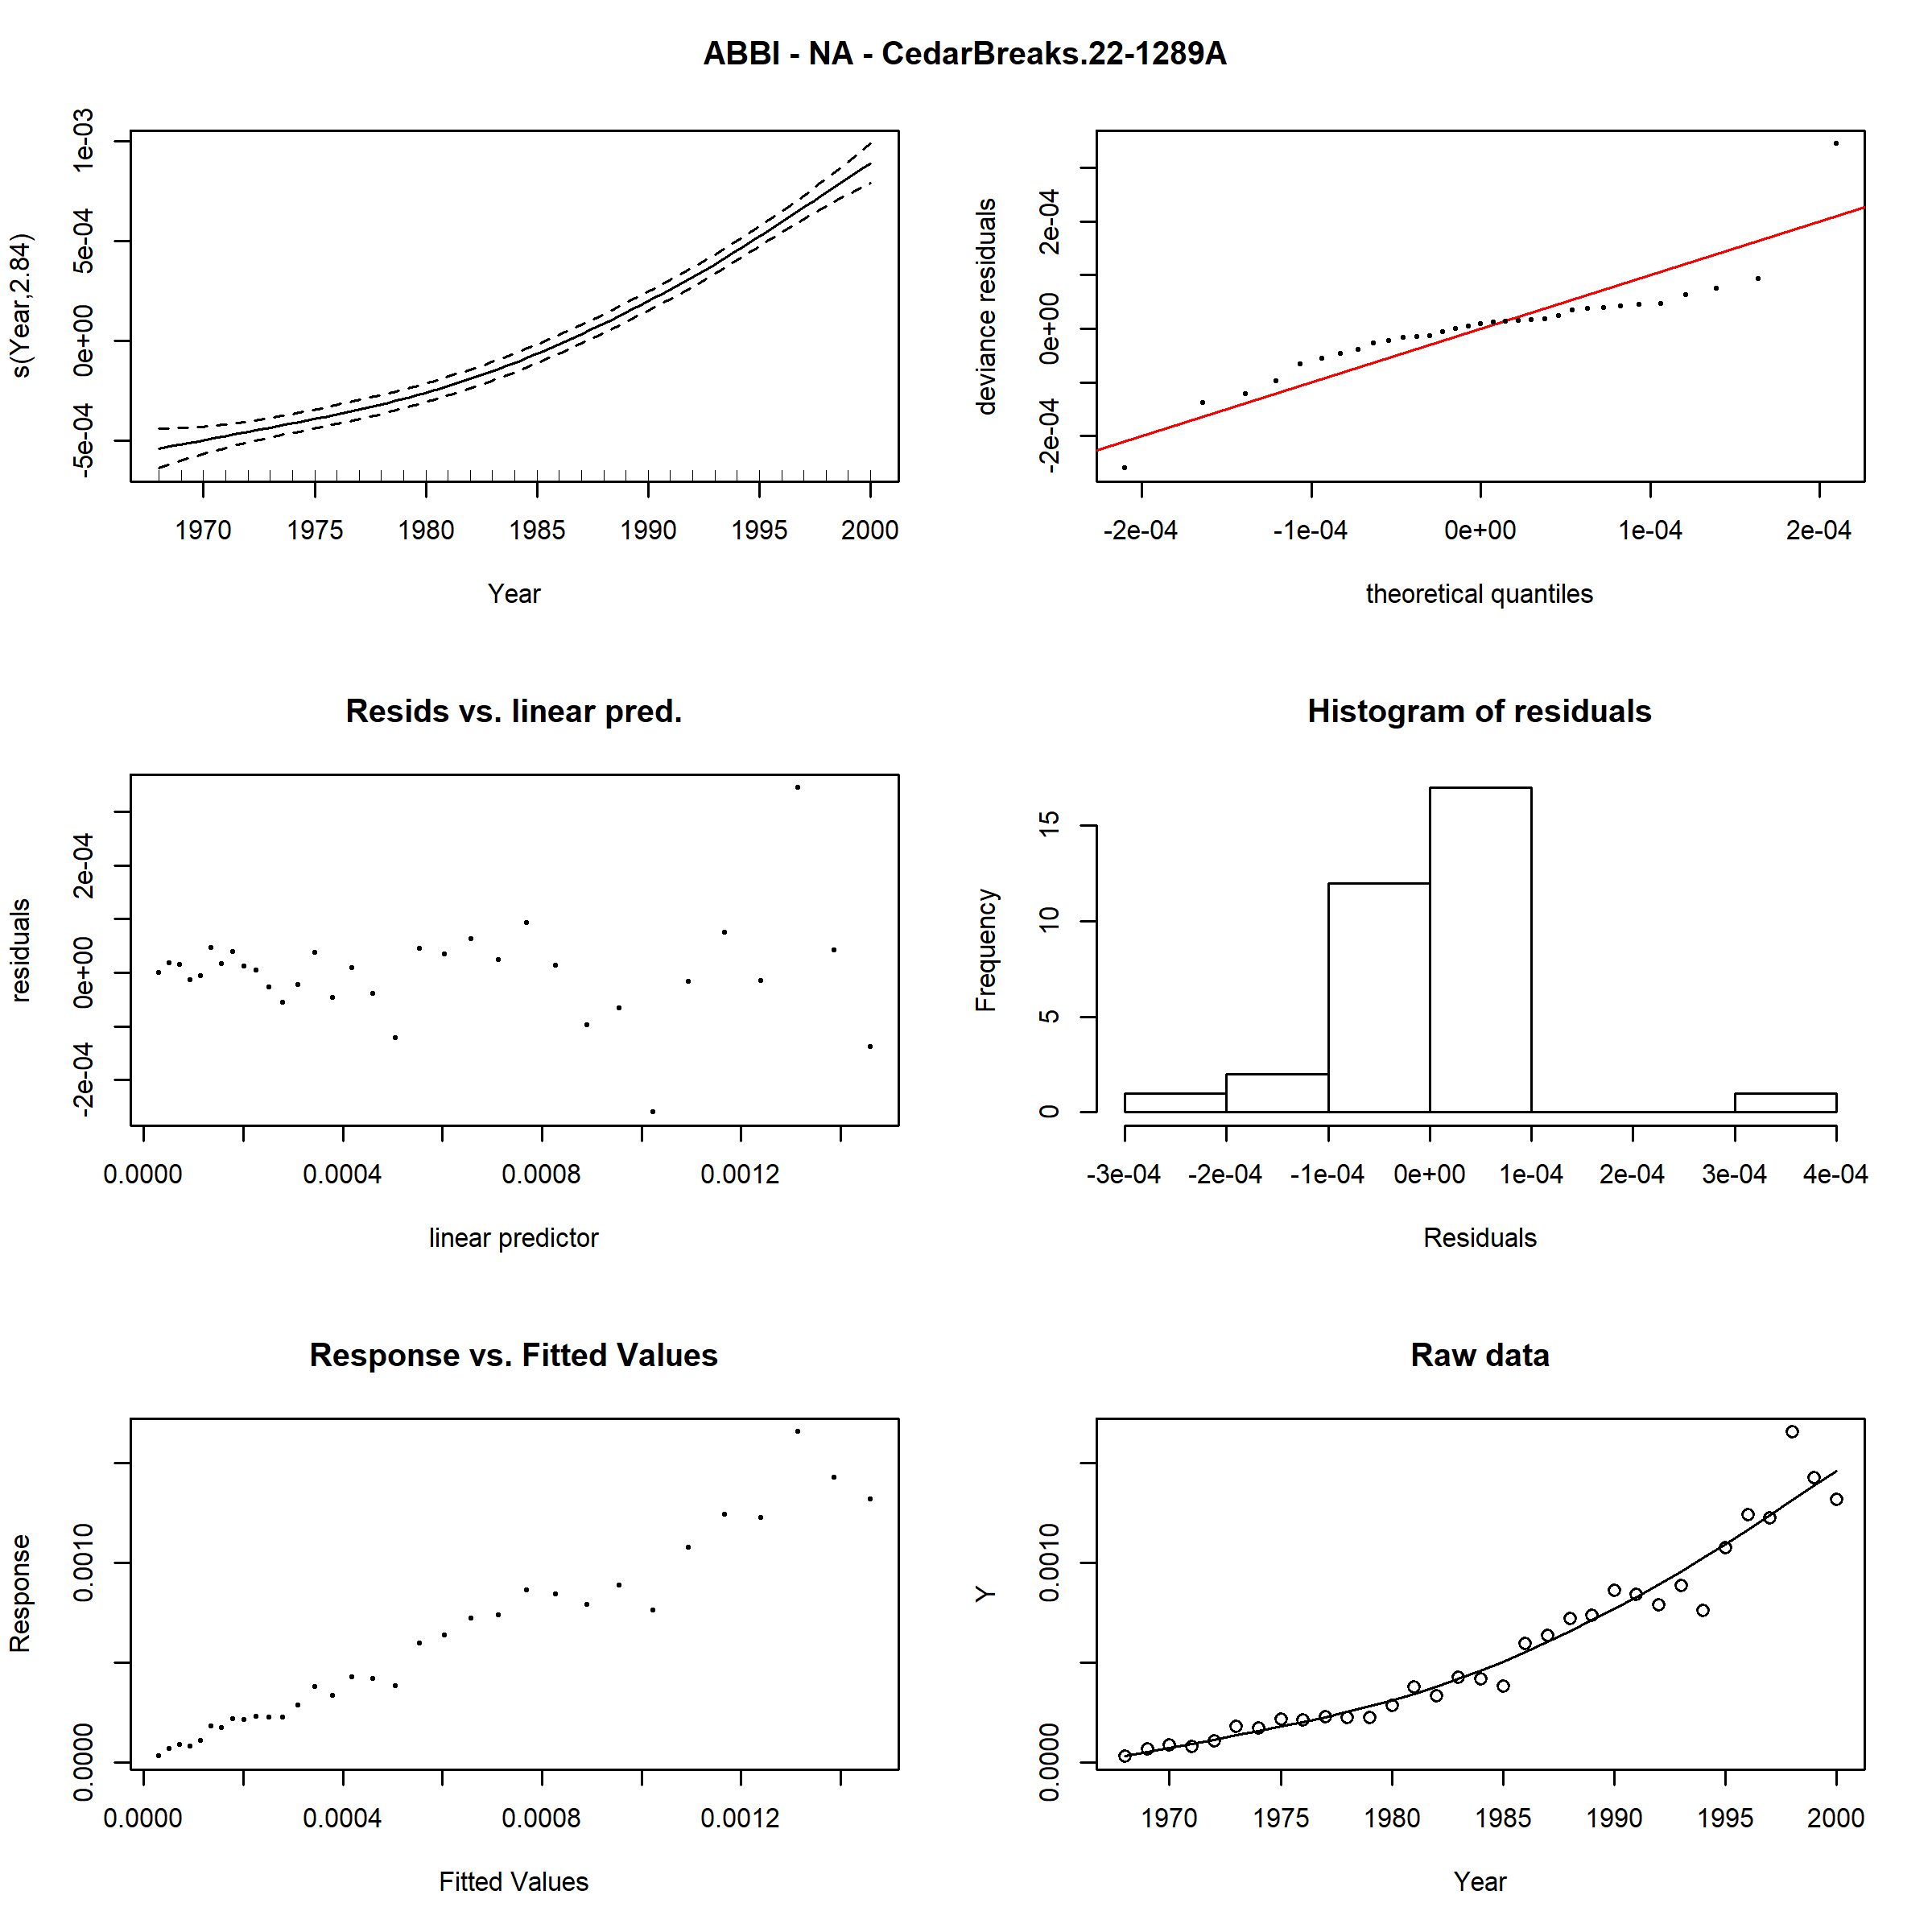 ABBI - NA - CedarBreaks.22-1289A
s(Year,2.84)
-5e-04 0e+00 5e-04 1e-03
1970 1975 1980 1985 1990 1995 2000
Year
deviance residuals
-2e-04 0e+00 2e-04
-2e-04 -1e-04 0e+00 1e-04 2e-04
theoretical quantiles
Resids vs. linear pred.
residuals
-2e-04 0e+00 2e-04
0.0000 0.0004 0.0008 0.0012
linear predictor
Histogram of residuals
Frequency
0 5 10 15
-3e-04 -2e-04 -1e-04 0e+00 1e-04 2e-04 3e-04 4e-04
Residuals
Response vs. Fitted Values
Response
0.0000 0.0010
0.0000 0.0004 0.0008 0.0012
Fitted Values
Raw data
Y
0.0000 0.0010
1970 1975 1980 1985 1990 1995 2000
Year